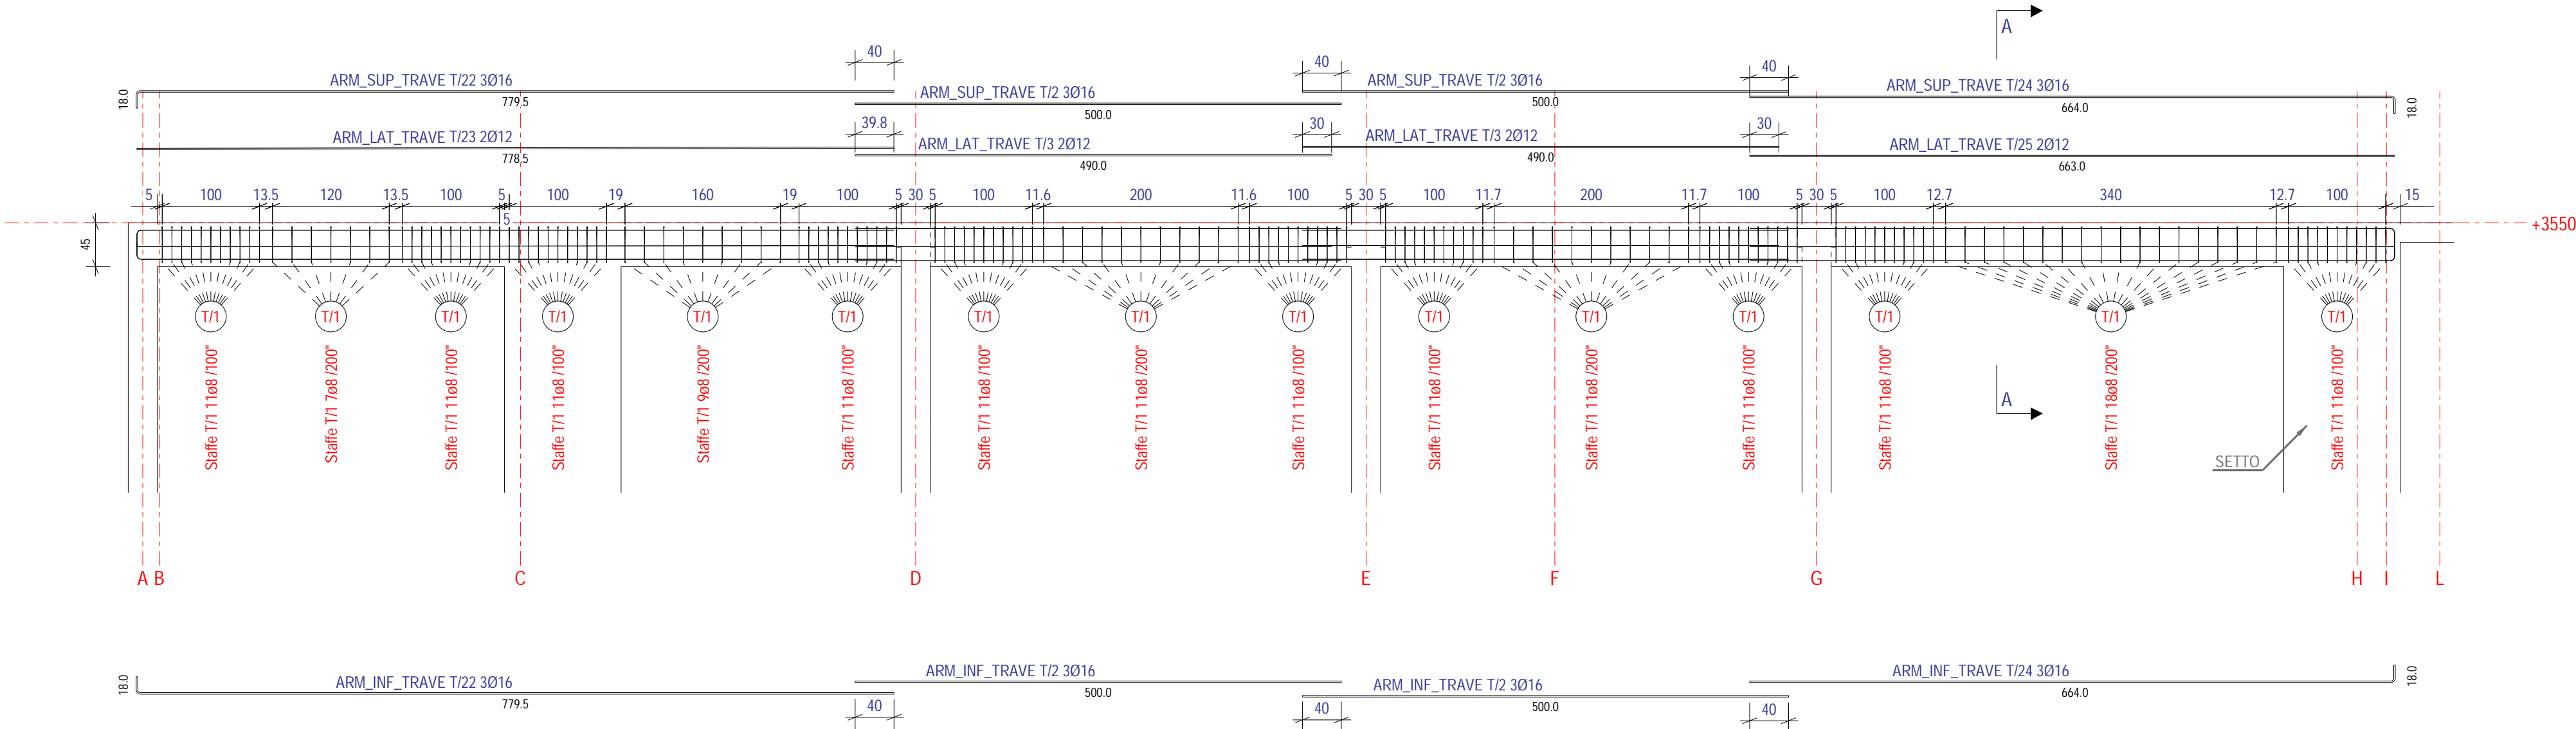 A
40
40
40
ARM_SUP_TRAVE T/22 3Ø16
ARM_SUP_TRAVE T/2 3Ø16
ARM_SUP_TRAVE T/2 3Ø16
ARM_SUP_TRAVE T/24 3Ø16
18.0
779.5
500.0
500.0
664.0
18.0
39.8
30
30
ARM_LAT_TRAVE T/23 2Ø12
ARM_LAT_TRAVE T/3 2Ø12
ARM_LAT_TRAVE T/3 2Ø12
ARM_LAT_TRAVE T/25 2Ø12
778.5
490.0
490.0
663.0
5 100 13.5 120 13.5 100 5 100 19 160 19 100 5 30 5 100 11.6 200 11.6 100 5 30 5 100 11.7 200 11.7 100 5 30 5 100 12.7 340 12.7 100 15
5
+3550
45
T/1 T/1 T/1 T/1 T/1 T/1 T/1 T/1 T/1 T/1 T/1 T/1 T/1 T/1 T/1
Staffe T/1 11ø8 /100"
Staffe T/1 7ø8 /200"
Staffe T/1 11ø8 /100"
Staffe T/1 11ø8 /100"
Staffe T/1 9ø8 /200"
Staffe T/1 11ø8 /100"
Staffe T/1 11ø8 /100"
Staffe T/1 11ø8 /200"
Staffe T/1 11ø8 /100"
Staffe T/1 11ø8 /100"
Staffe T/1 11ø8 /200"
Staffe T/1 11ø8 /100"
Staffe T/1 11ø8 /100"
Staffe T/1 18ø8 /200"
Staffe T/1 11ø8 /100"
A
SETTO
A B C D E F G H I L
ARM_INF_TRAVE T/22 3Ø16
ARM_INF_TRAVE T/2 3Ø16
ARM_INF_TRAVE T/2 3Ø16
ARM_INF_TRAVE T/24 3Ø16
18.0
779.5
500.0
500.0
664.0
18.0
40
40
40